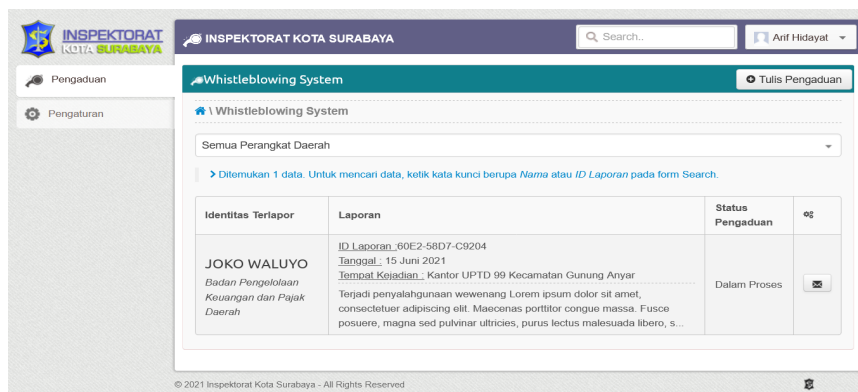 INSPEKTORAT
KOTA SURABAYA
INSPEKTORAT KOTA SURABAYA
Search..
Arif Hidayat
Pengaduan
Pengaturan
Whistleblowing System
Tulis Pengaduan
\ Whistleblowing System
Semua Perangkat Daerah
Ditemukan 1 data. Untuk mencari data, ketik kata kunci berupa Nama atau ID Laporan pada form Search.
Identitas Terlapor
Laporan
Status
Pengaduan
JOKO WALUYO
Badan Pengelolaan
Keuangan dan Pajak
Daerah
ID Laporan :60E2-58D7-C9204
Tanggal : 15 Juni 2021
Tempat Kejadian : Kantor UPTD 99 Kecamatan Gunung Anyar
Terjadi penyalahgunaan wewenang Lorem ipsum dolor sit amet,
consectetuer adipiscing elit. Maecenas porttitor congue massa. Fusce
posuere, magna sed pulvinar ultricies, purus lectus malesuada libero, s...
Dalam Proses
© 2021 Inspektorat Kota Surabaya - All Rights Reserved